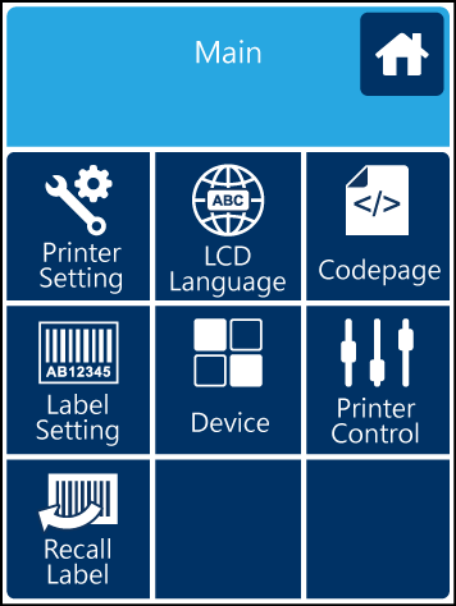 Main
Printer
Setting
ABC
LCD
Language
</>
Codepage
AB12345
Label
Setting
Device
Printer
Control
Recall
Label